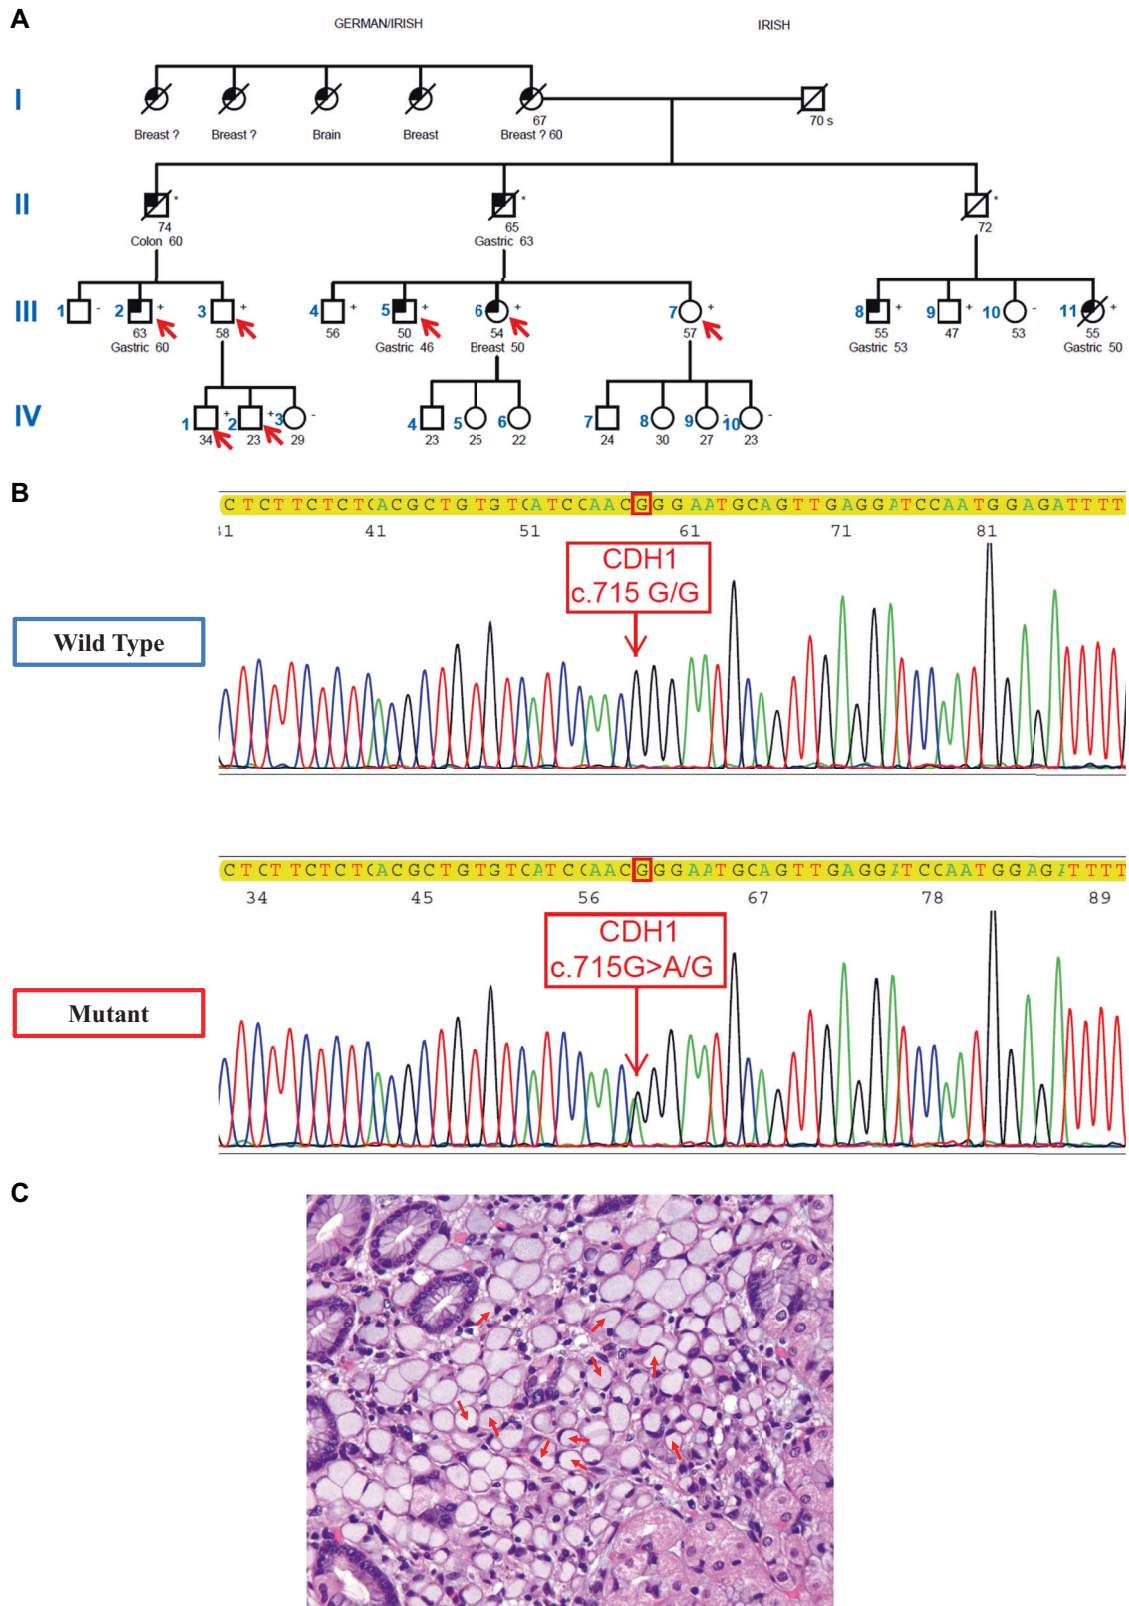 A
GERMAN/IRISH IRISH
I
67 70 s
Breast ? Breast ? Brain Breast Breast ? 60
II
* * *
74 65 72
Colon 60 Gastric 63
III 1 - 2 + 3 + 4 + 5 + 6 + 7 + 8 + 9 + 10 - 11 +
63 58 56 50 54 57 55 47 53 55
Gastric 60 Gastric 46 Breast 50 Gastric 53 Gastric 50
IV 1 + 2 + 3 - 4 5 6 7 8 9 - 10 -
34 23 29 23 25 22 24 30 27 23
B
C T C T T C T C T C A C G C T G T G T C A T C C A A C G G G A A T G C A G T T G A G G A T C C A A T G G A G A T T T T
31 41 51 61 71 81
CDH1
c.715 G/G
Wild Type
C T C T T C T C T C A C G C T G T G T C A T C C A A C G G G A A T G C A G T T G A G G A T C C A A T G G A G A T T T T
34 45 56 67 78 89
CDH1
c.715G>A/G
Mutant
C